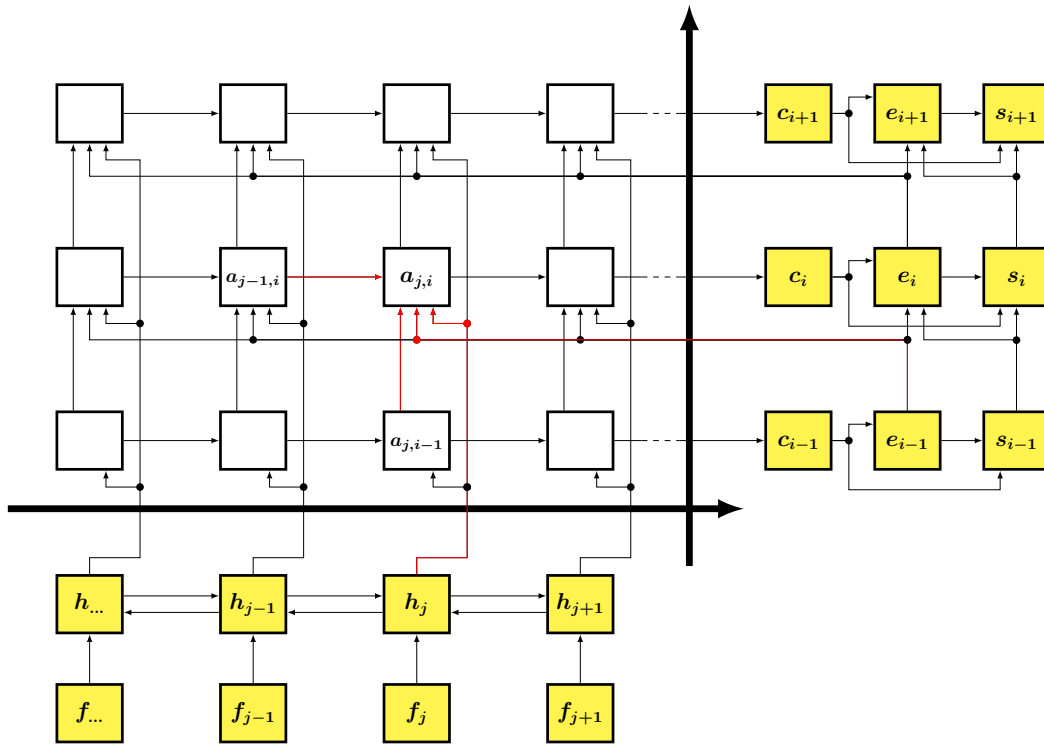 c_{i+1} e_{i+1} s_{i+1}
a_{j−1,i} a_{j,i} c_i e_i s_i
a_{j,i−1} c_{i−1} e_{i−1} s_{i−1}
h_{...} h_{j−1} h_j h_{j+1}
f_{...} f_{j−1} f_j f_{j+1}